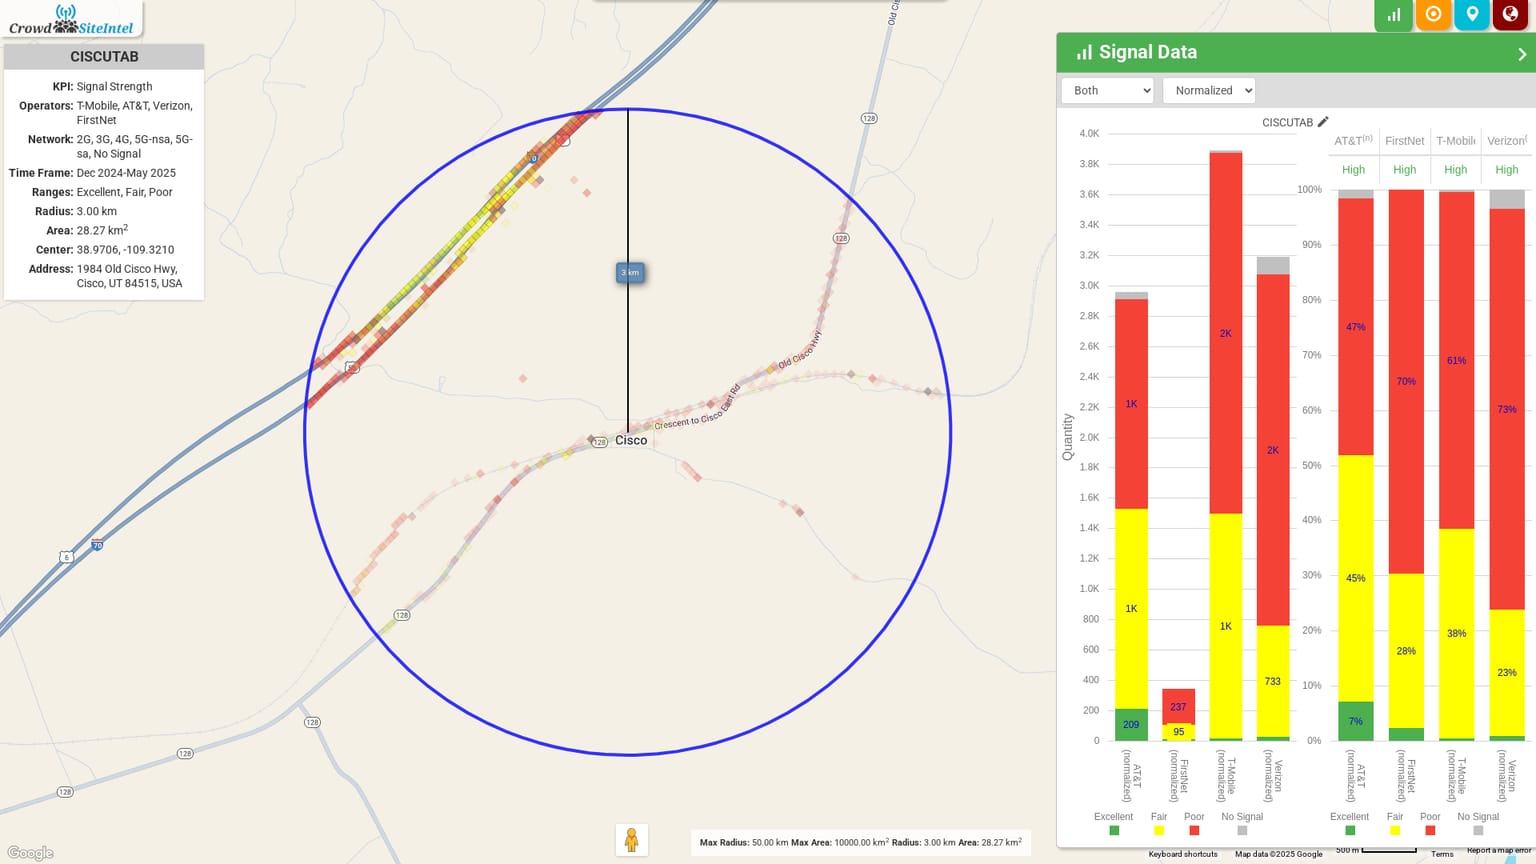 Crowd SiteIntel
CISCUTAB
KPI: Signal Strength
Operators: T-Mobile, AT&T, Verizon,
FirstNet
Network: 2G, 3G, 4G, 5G-nsa, 5G-
sa, No Signal
Time Frame: Dec 2024-May 2025
Ranges: Excellent, Fair, Poor
Radius: 3.00 km
Area: 28.27 km²
Center: 38.9706, -109.3210
Address: 1984 Old Cisco Hwy,
Cisco, UT 84515, USA
Old Cis
128
128
3 km
Old Cisco Hwy
Crescent to Cisco East Rd
128
Cisco
6
70
128
128
128
128
Google
Max Radius: 50.00 km Max Area: 10000.00 km² Radius: 3.00 km Area: 28.27 km²
Signal Data
Both
Normalized
CISCUTAB
4.0K
3.8K
3.6K
3.4K
3.2K
3.0K
2.8K
2.6K
2.4K
2.2K
2.0K
1.8K
1.6K
1.4K
1.2K
1.0K
800
600
400
200
0
Quantity
1K
1K
209
237
95
2K
1K
2K
733
AT&T (normalized)
FirstNet (normalized)
T-Mobile (normalized)
Verizon (normalized)
Excellent Fair Poor No Signal
AT&T(n) FirstNet T-Mobile Verizon(
High High High High
100%
90%
80%
70%
60%
50%
40%
30%
20%
10%
0%
47%
45%
7%
70%
28%
61%
38%
73%
23%
AT&T (normalized)
FirstNet (normalized)
T-Mobile (normalized)
Verizon (normalized)
Excellent Fair Poor No Signal
Keyboard shortcuts Map data ©2025 Google 500 m Terms Report a map error